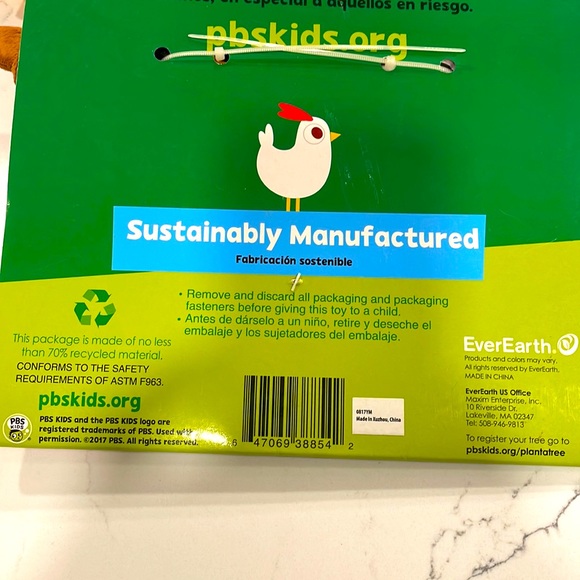 en especial a aquellos en riesgo.
pbskids.org
Sustainably Manufactured
Fabricación sostenible
• Remove and discard all packaging and packaging
fasteners before giving this toy to a child.
• Antes de dárselo a un niño, retire y deseche el
embalaje y los sujetadores del embalaje.
This package is made of no less
than 70% recycled material.
CONFORMS TO THE SAFETY
REQUIREMENTS OF ASTM F963.
pbskids.org
PBS
KIDS
PBS KIDS and the PBS KIDS logo are
registered trademarks of PBS. Used with
permission. ©2017 PBS. All rights reserved.
6 47069 38854 2
0817YM
Made In Xuzhou, China
EverEarth®
Products and colors may vary.
All rights reserved by EverEarth.
MADE IN CHINA
EverEarth US Office
Maxim Enterprise, Inc.
10 Riverside Dr.
Lakeville, MA 02347
Tel: 508-946-9813
To register your tree go to
pbskids.org/plantatree